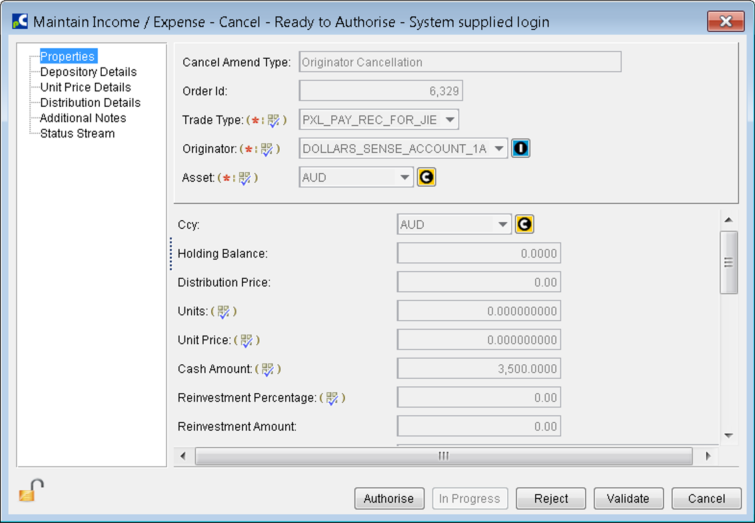 Maintain Income / Expense - Cancel - Ready to Authorise - System supplied login
Properties
Depository Details
Unit Price Details
Distribution Details
Additional Notes
Status Stream
Cancel Amend Type: Originator Cancellation
Order Id: 6,329
Trade Type: (*: ) PXL_PAY_REC_FOR_JIE
Originator: (*: ) DOLLARS_SENSE_ACCOUNT_1A I
Asset: (*: ) AUD C
Ccy: AUD C
Holding Balance: 0.0000
Distribution Price: 0.00
Units: ( ) 0.000000000
Unit Price: ( ) 0.000000000
Cash Amount: ( ) 3,500.0000
Reinvestment Percentage: ( ) 0.00
Reinvestment Amount: 0.00
Authorise In Progress Reject Validate Cancel